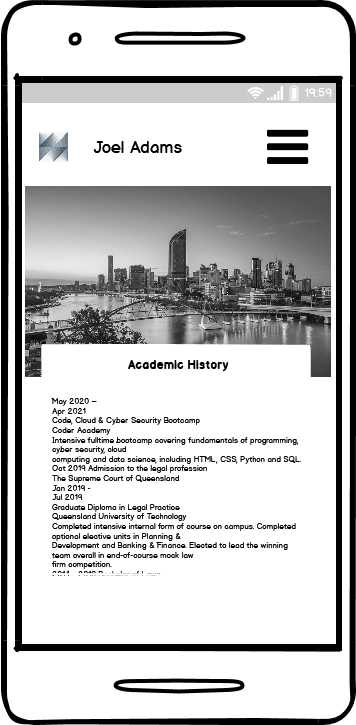 19:59
Joel Adams
Academic History
May 2020 –
Apr 2021
Code, Cloud & Cyber Security Bootcamp
Coder Academy
Intensive fulltime bootcamp covering fundamentals of programming,
cyber security, cloud
computing and data science, including HTML, CSS, Python and SQL.
Oct 2019 Admission to the legal profession
The Supreme Court of Queensland
Jan 2019 -
Jul 2019
Graduate Diploma in Legal Practice
Queensland University of Technology
Completed intensive internal form of course on campus. Completed
optional elective units in Planning &
Development and Banking & Finance. Elected to lead the winning
team overall in end-of-course mock law
firm competition.